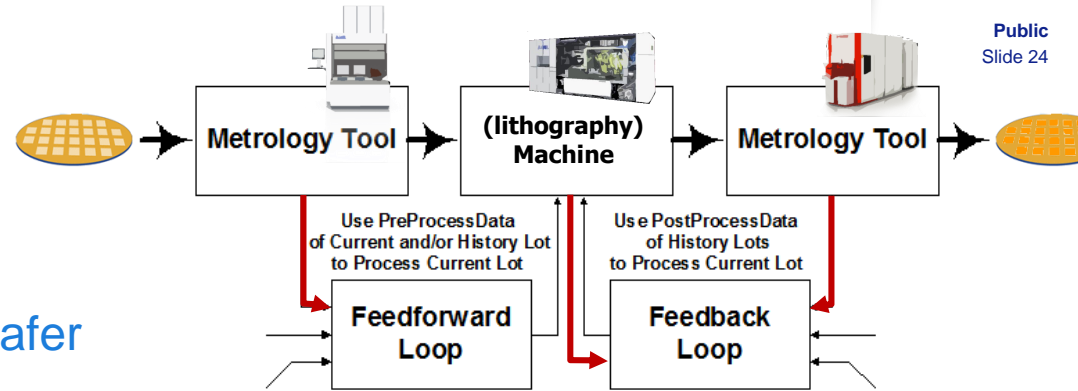 Public
Slide 24
Metrology Tool
(lithography)
Machine
Metrology Tool
Use PreProcessData
of Current and/or History Lot
to Process Current Lot
Use PostProcessData
of History Lots
to Process Current Lot
Feedforward
Loop
Feedback
Loop
afer